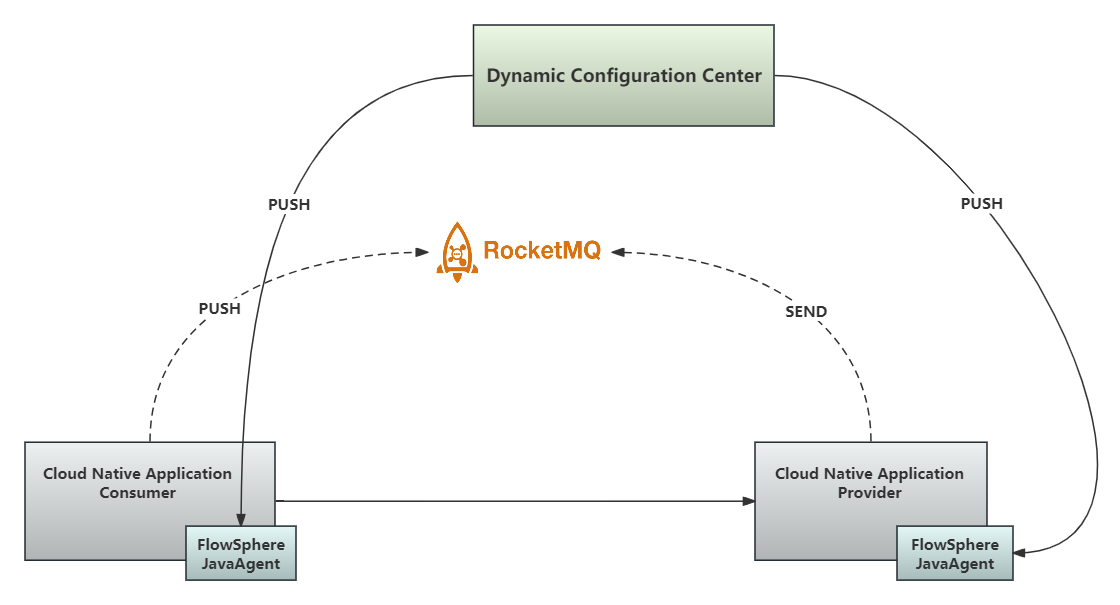 Dynamic Configuration Center
PUSH
PUSH
RocketMQ
PUSH
SEND
Cloud Native Application
Consumer
Cloud Native Application
Provider
FlowSphere
JavaAgent
FlowSphere
JavaAgent